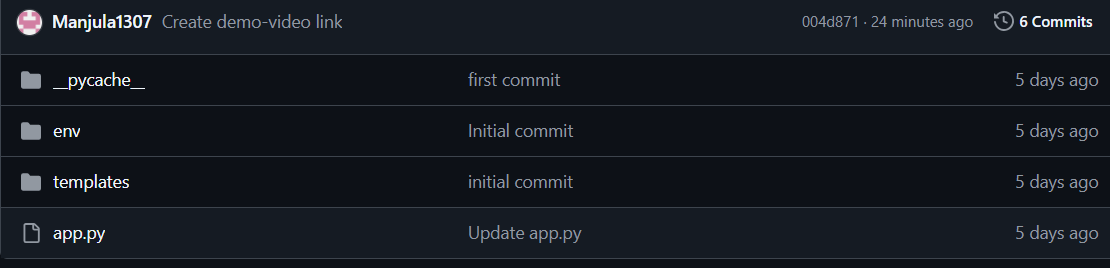 Manjula1307 Create demo-video link 004d871 · 24 minutes ago 6 Commits
__pycache__ first commit 5 days ago
env Initial commit 5 days ago
templates initial commit 5 days ago
app.py Update app.py 5 days ago